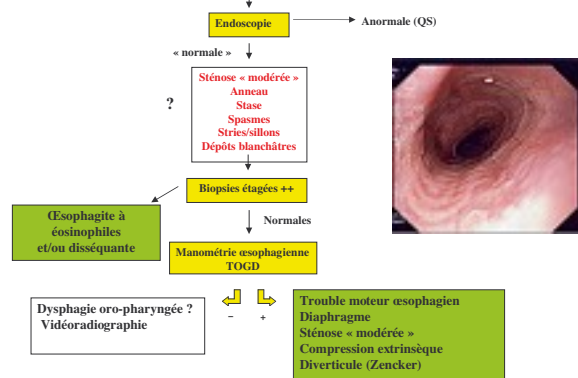 Endoscopie
Anormale (QS)
« normale »
?
Sténose « modérée »
Anneau
Stase
Spasmes
Stries/sillons
Dépôts blanchâtres
Biopsies étagées ++
Œsophagite à
éosinophiles
et/ou disséquante
Normales
Manométrie œsophagienne
TOGD
Dysphagie oro-pharyngée ?
Vidéoradiographie
– +
Trouble moteur œsophagien
Diaphragme
Sténose « modérée »
Compression extrinsèque
Diverticule (Zencker)